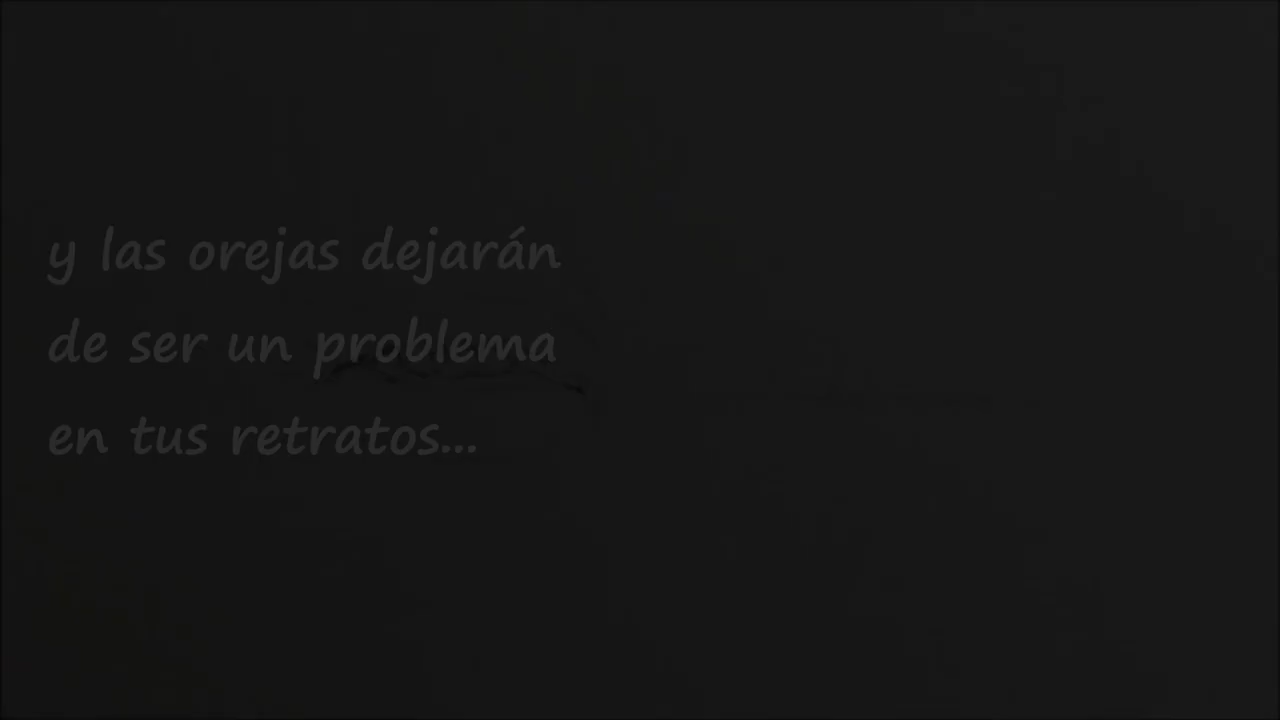 y las orejas dejarán
de ser un problema
en tus retratos...